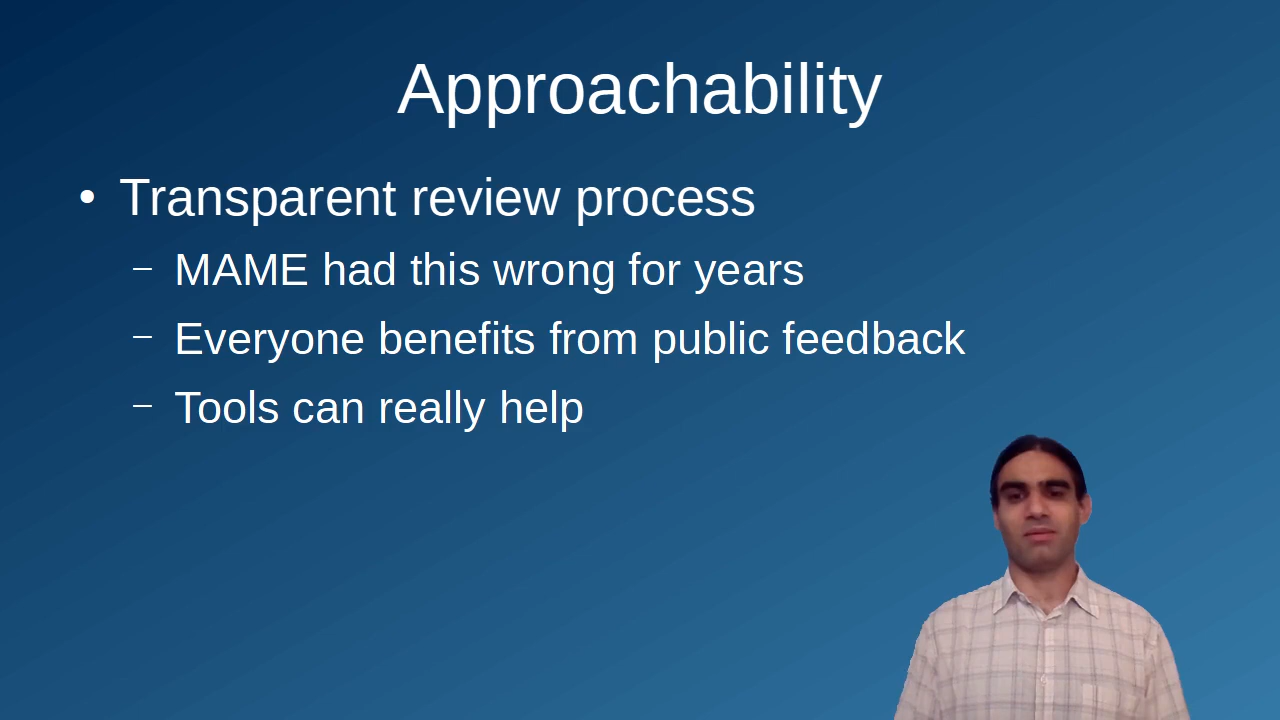 Approachability
• Transparent review process
– MAME had this wrong for years
– Everyone benefits from public feedback
– Tools can really help